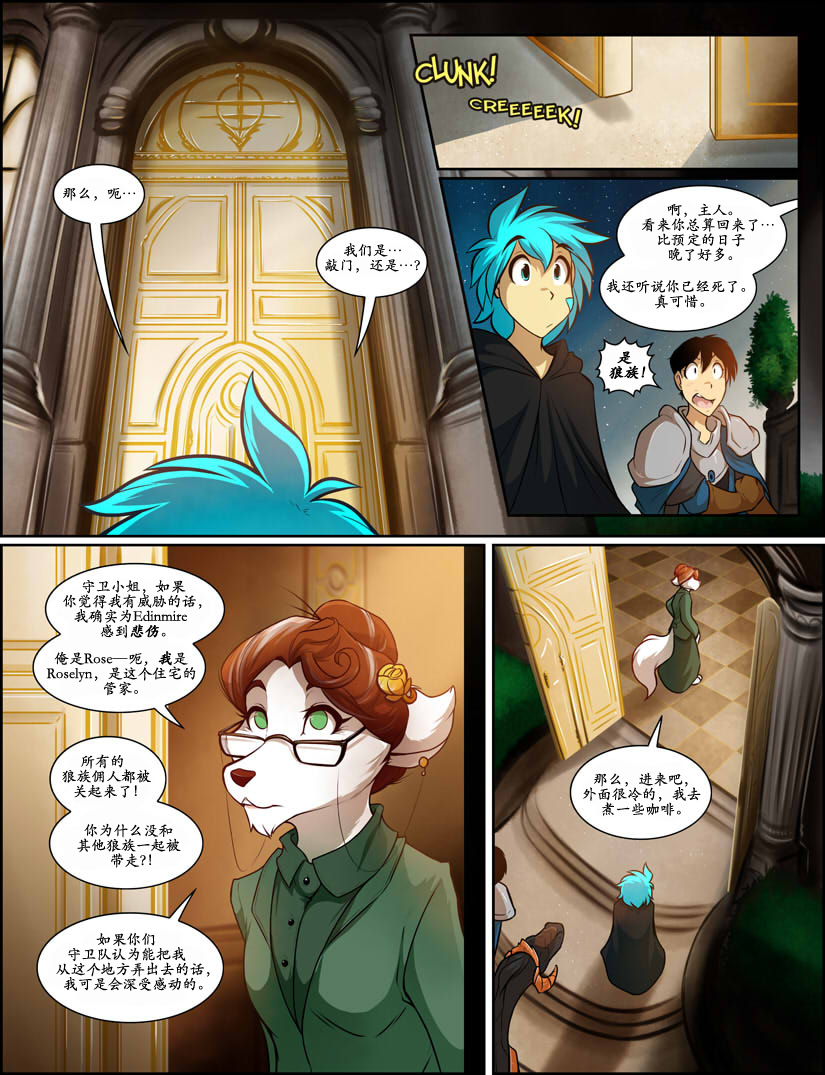 那么，呃…
我们是…
敲门，还是…?
CLUNK!
CREEEEEK!
啊，主人。
看来你总算回来了…
比预定的日子
晚了好多。
我还听说你已经死了。
真可惜。
是
狼族！
守卫小姐，如果
你觉得我有威胁的话，
我确实为Edinmire
感到悲伤。
俺是Rose—呃，我是
Roselyn，是这个住宅的
管家。
所有的
狼族佣人都被
关起来了！
你为什么没和
其他狼族一起被
带走?!
如果你们
守卫队认为能把我
从这个地方弄出去的话，
我可是会深受感动的。
那么，进来吧，
外面很冷的，我去
煮一些咖啡。